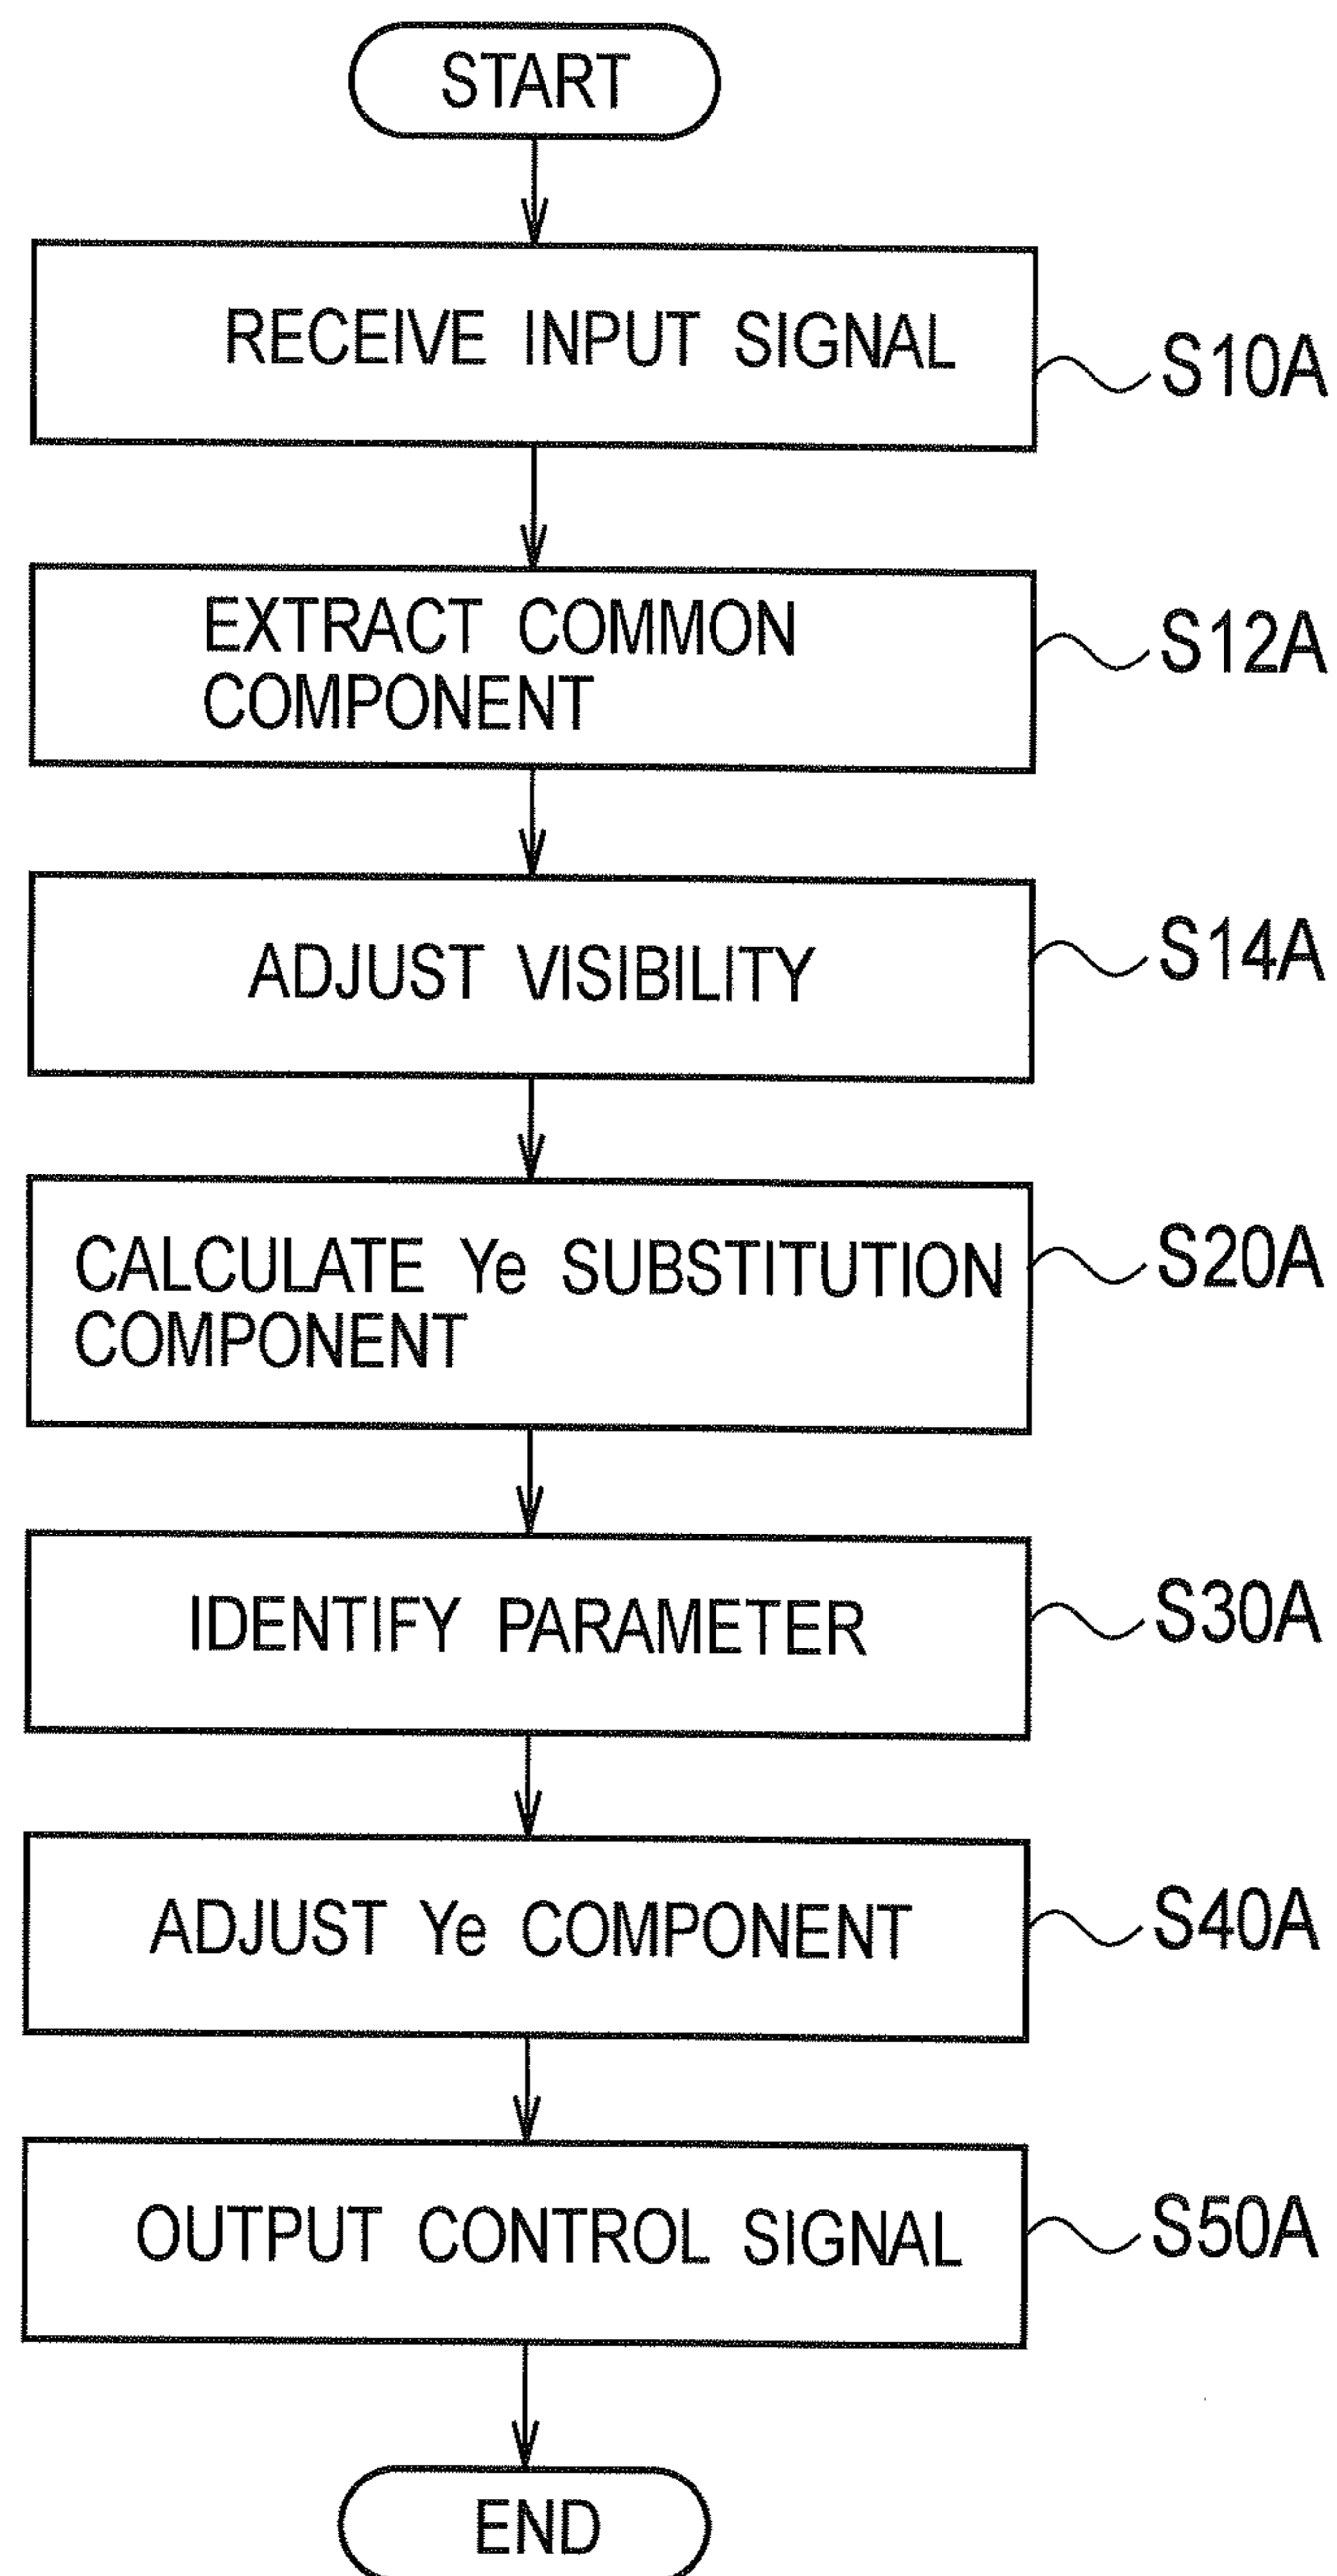 START
RECEIVE INPUT SIGNAL
S10A
EXTRACT COMMON
COMPONENT
S12A
ADJUST VISIBILITY
S14A
CALCULATE Ye SUBSTITUTION
COMPONENT
S20A
IDENTIFY PARAMETER
S30A
ADJUST Ye COMPONENT
S40A
OUTPUT CONTROL SIGNAL
S50A
END